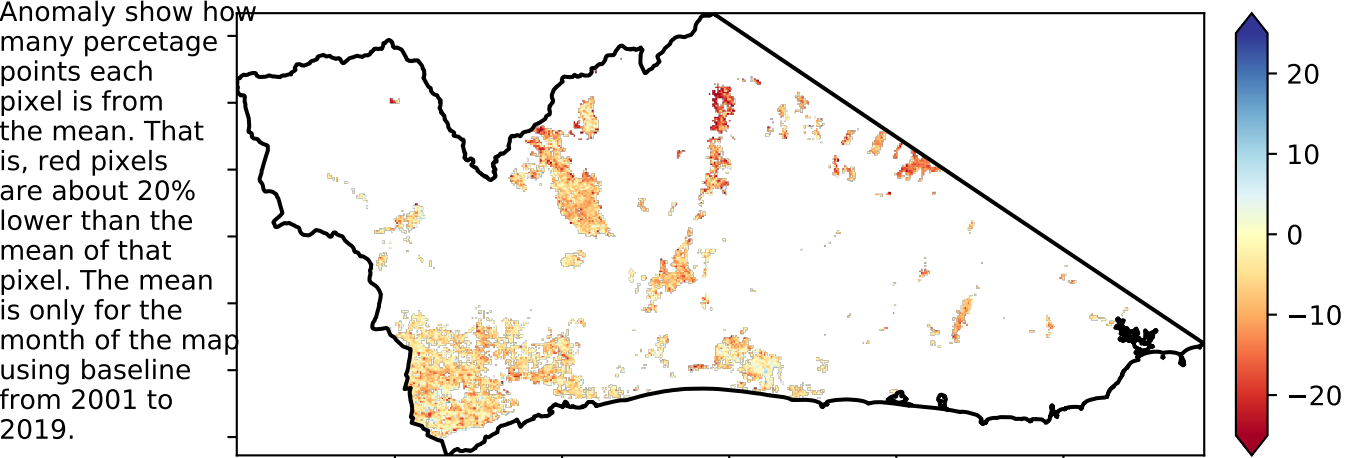 Anomaly show how
many percetage
points each
pixel is from
the mean. That
is, red pixels
are about 20%
lower than the
mean of that
pixel. The mean
is only for the
month of the map
using baseline
from 2001 to
2019.
20
10
0
−10
−20